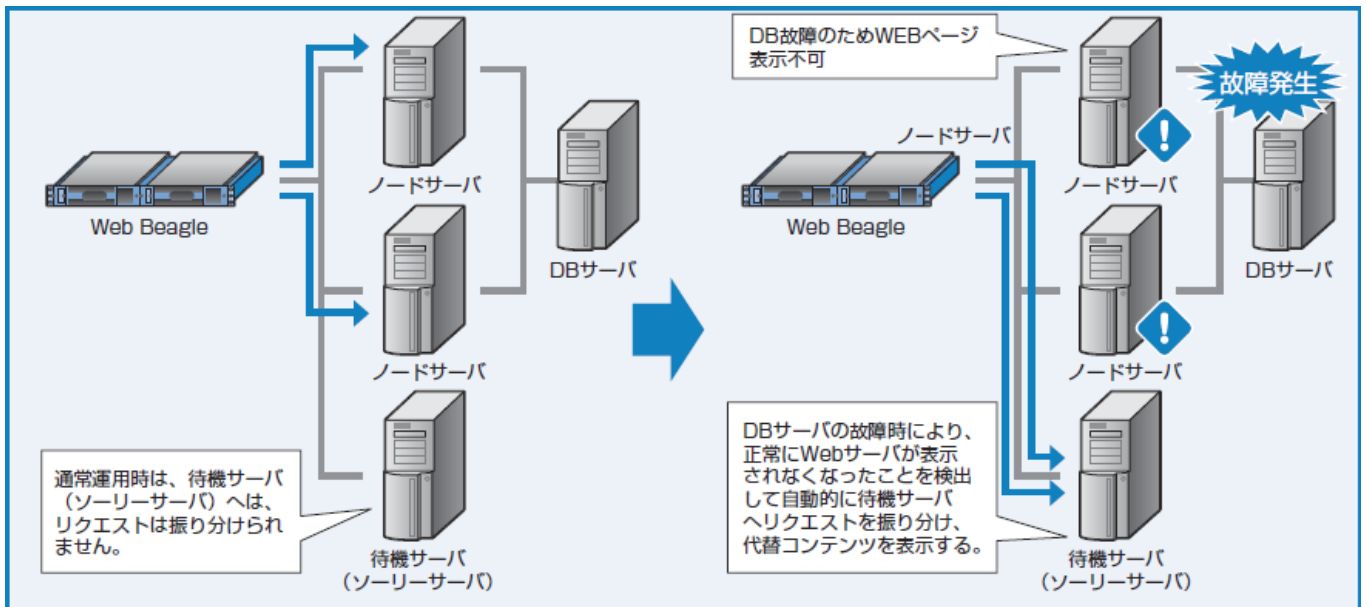 ノードサーバ
Web Beagle
ノードサーバ
DBサーバ
通常運用時は、待機サーバ
（ソーリーサーバ）へは、
リクエストは振り分けられ
ません。
待機サーバ
（ソーリーサーバ）
DB故障のためWEBページ
表示不可
故障発生
ノードサーバ
ノードサーバ
Web Beagle
DBサーバ
ノードサーバ
DBサーバの故障時により、
正常にWebサーバが表示
されなくなったことを検出
して自動的に待機サーバ
へリクエストを振り分け、
代替コンテンツを表示する。
待機サーバ
（ソーリーサーバ）